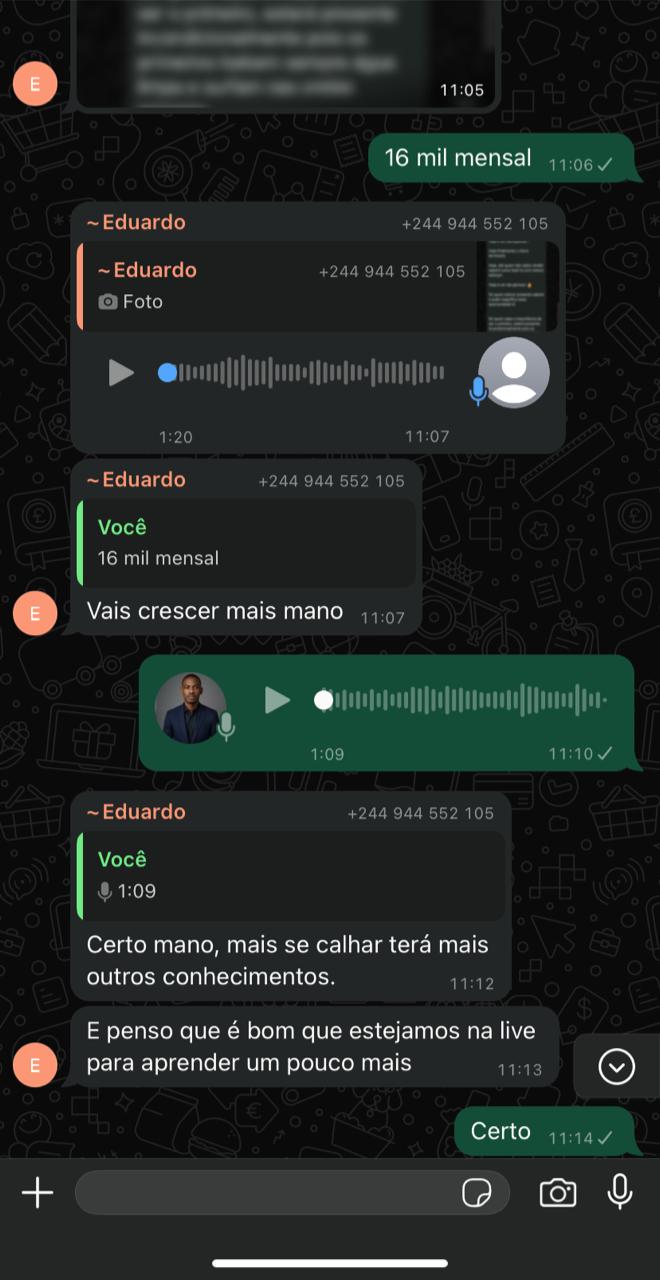 11:05
E
16 mil mensal 11:06
~Eduardo +244 944 552 105
~Eduardo +244 944 552 105
Foto
1:20 11:07
~Eduardo +244 944 552 105
Você
16 mil mensal
Vais crescer mais mano 11:07
E
1:09 11:10
~Eduardo +244 944 552 105
Você
1:09
Certo mano, mais se calhar terá mais
outros conhecimentos. 11:12
E penso que é bom que estejamos na live
para aprender um pouco mais 11:13
E
Certo 11:14